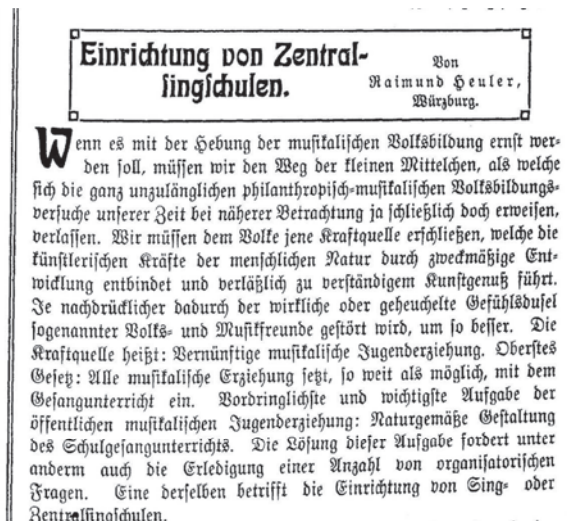 Einrichtung von Zentral-
singschulen.
Von
Raimund Heuler,
Würzburg.
Wenn es mit der Hebung der musikalischen Volksbildung ernst wer-
den soll, müssen wir den Weg der kleinen Mittelchen, als welche
sich die ganz unzulänglichen philanthropisch-musikalischen Volksbildungs-
versuche unserer Zeit bei näherer Betrachtung ja schließlich doch erweisen,
verlassen. Wir müssen dem Volke jene Kraftquelle erschließen, welche die
künstlerischen Kräfte der menschlichen Natur durch zweckmäßige Ent-
wicklung entbindet und verläßlich zu verständigem Kunstgenuß führt.
Je nachdrücklicher dadurch der wirkliche oder geheuchelte Gefühlsdusel
sogenannter Volks- und Musikfreunde gestört wird, um so besser. Die
Kraftquelle heißt: Vernünftige musikalische Jugenderziehung. Oberstes
Gesetz: Alle musikalische Erziehung setzt, so weit als möglich, mit dem
Gesangunterricht ein. Vordringlichste und wichtigste Aufgabe der
öffentlichen musikalischen Jugenderziehung: Naturgemäße Gestaltung
des Schulgesangunterrichts. Die Lösung dieser Aufgabe fordert unter
anderm auch die Erledigung einer Anzahl von organisatorischen
Fragen. Eine derselben betrifft die Einrichtung von Sing- oder
Zentralsingschulen.